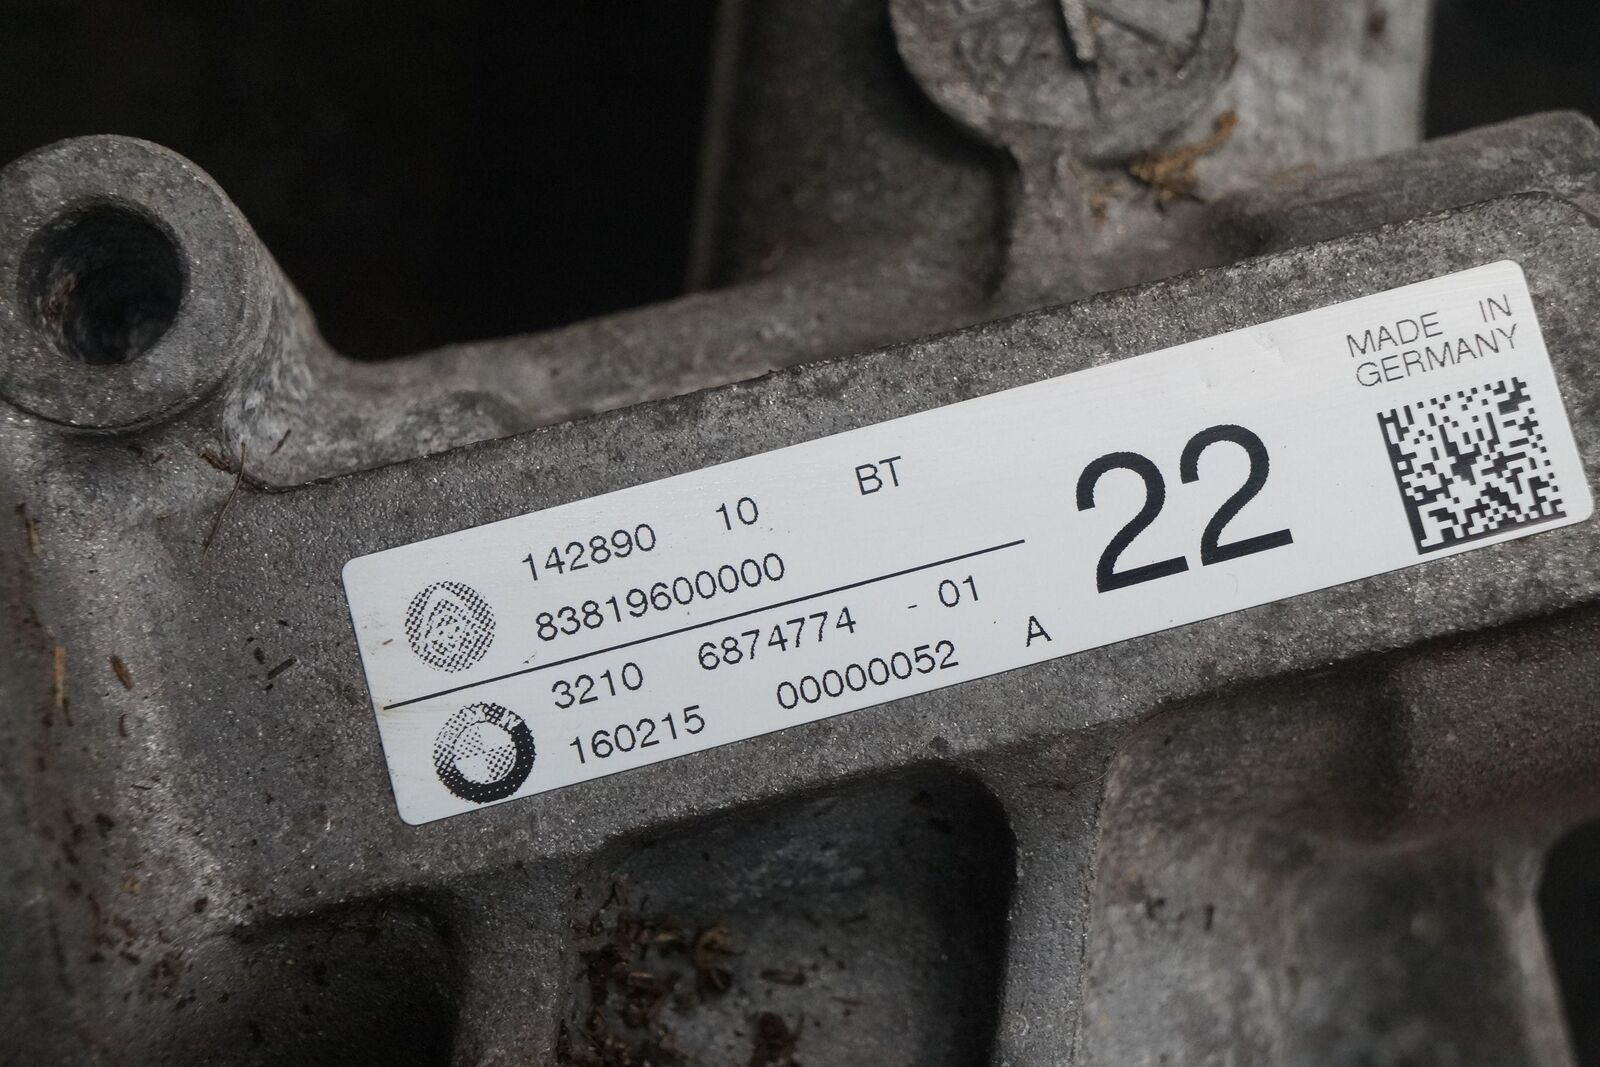 142890 10 BT
83819600000
3210 6874774 - 01
160215 00000052 A
22
MADE IN
GERMANY